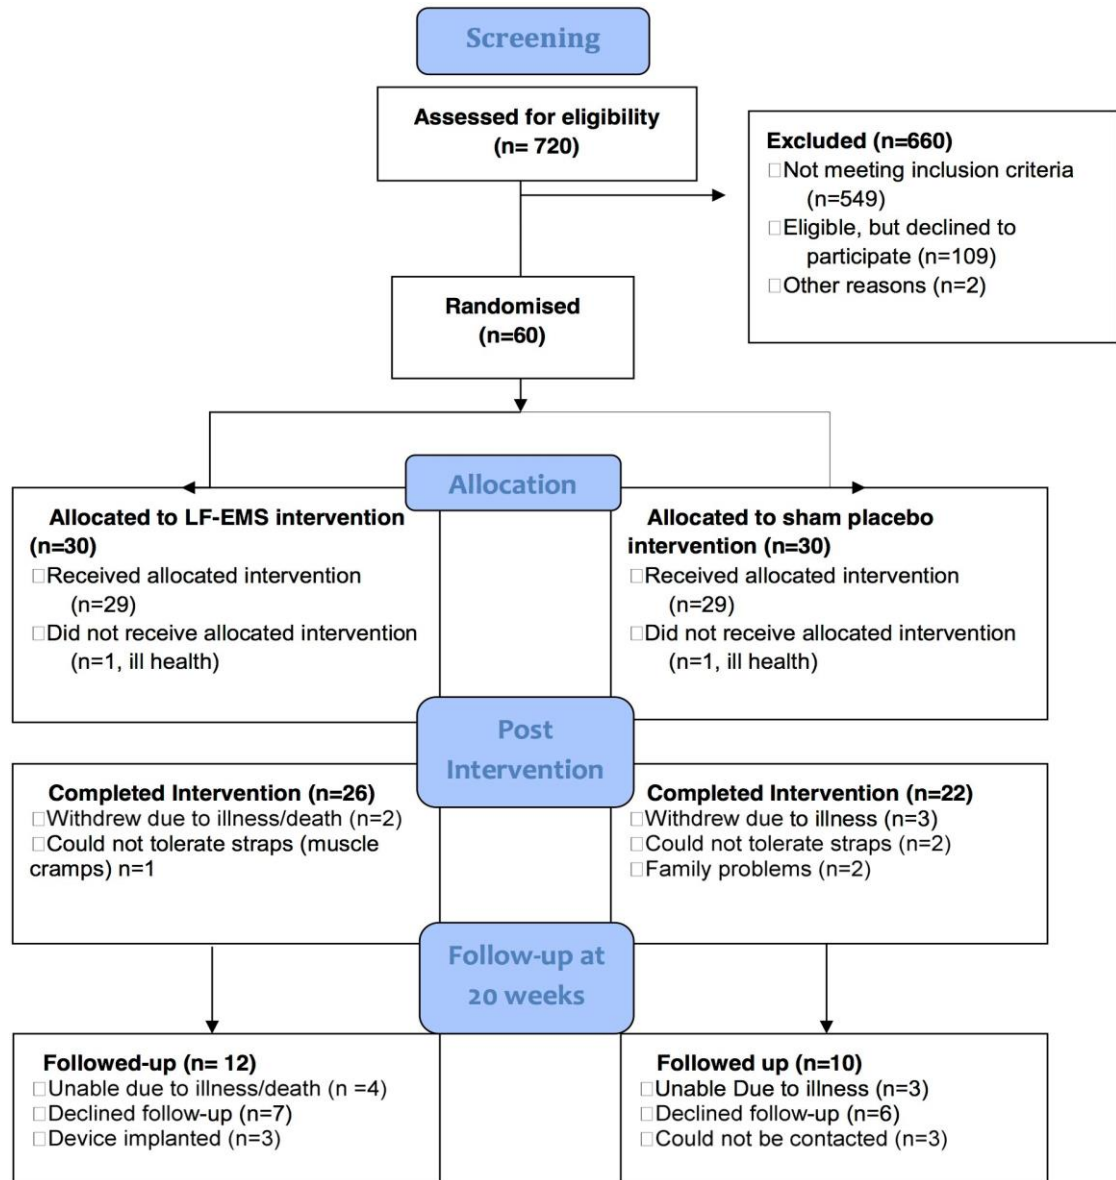 Screening
Assessed for eligibility
(n= 720)
Excluded (n=660)
□Not meeting inclusion criteria
(n=549)
□Eligible, but declined to
participate (n=109)
□Other reasons (n=2)
Randomised
(n=60)
Allocation
Allocated to LF-EMS intervention
(n=30)
□Received allocated intervention
(n=29)
□Did not receive allocated intervention
(n=1, ill health)
Allocated to sham placebo
intervention (n=30)
□Received allocated intervention
(n=29)
□Did not receive allocated intervention
(n=1, ill health)
Post
Intervention
Completed Intervention (n=26)
□Withdrew due to illness/death (n=2)
□Could not tolerate straps (muscle
cramps) n=1
Completed Intervention (n=22)
□Withdrew due to illness (n=3)
□Could not tolerate straps (n=2)
□Family problems (n=2)
Follow-up at
20 weeks
Followed-up (n= 12)
□Unable due to illness/death (n =4)
□Declined follow-up (n=7)
□Device implanted (n=3)
Followed up (n=10)
□Unable Due to illness (n=3)
□Declined follow-up (n=6)
□Could not be contacted (n=3)